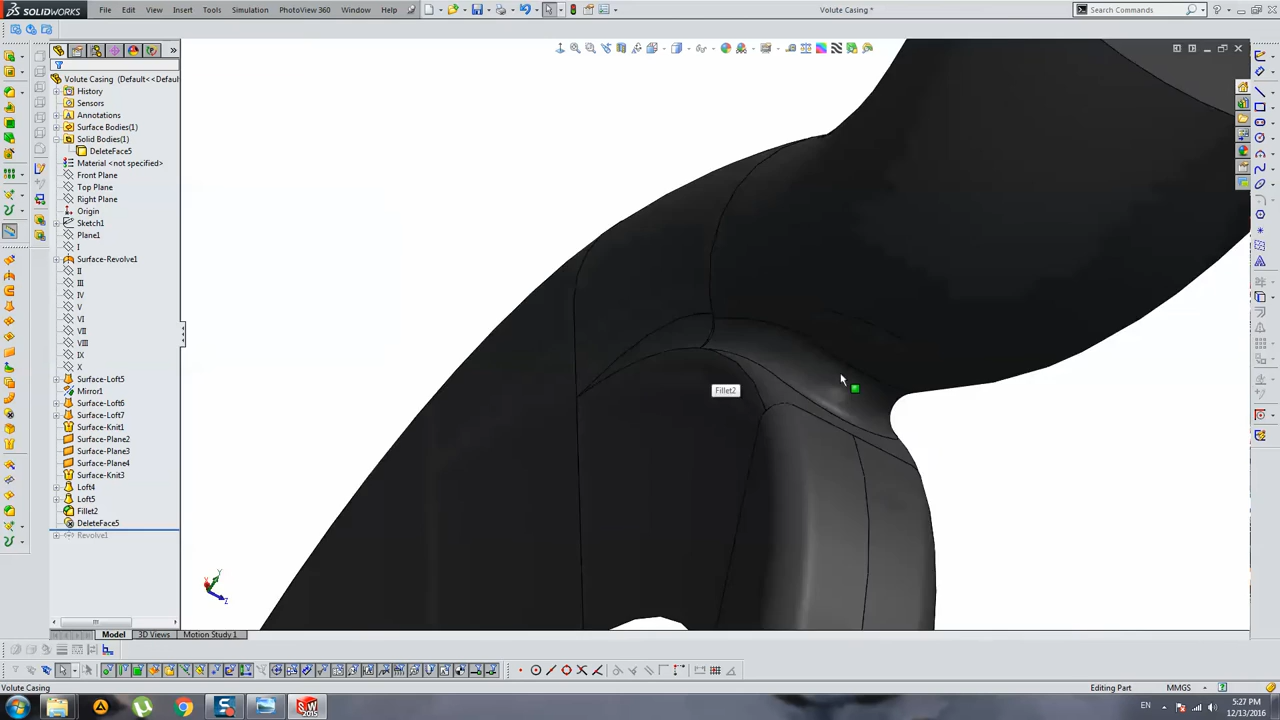 SOLIDWORKS File Edit View Insert Tools Simulation PhotoView 360 Window Help Volute Casing * Search Commands
Volute Casing (Default<<Defaul
History
Sensors
Annotations
Surface Bodies(1)
Solid Bodies(1)
DeleteFace5
Material <not specified>
Front Plane
Top Plane
Right Plane
Origin
Sketch1
Plane1
I
Surface-Revolve1
II
III
IV
V
VI
VII
VIII
IX
X
Surface-Loft5
Mirror1
Surface-Loft6
Surface-Loft7
Surface-Knit1
Surface-Plane2
Surface-Plane3
Surface-Plane4
Surface-Knit3
Loft4
Loft5
Fillet2
DeleteFace5
Revolve1
Fillet2
Y
X
Z
Model 3D Views Motion Study 1
Volute Casing Editing Part MMGS
EN 5:27 PM
12/13/2016
SW
2015